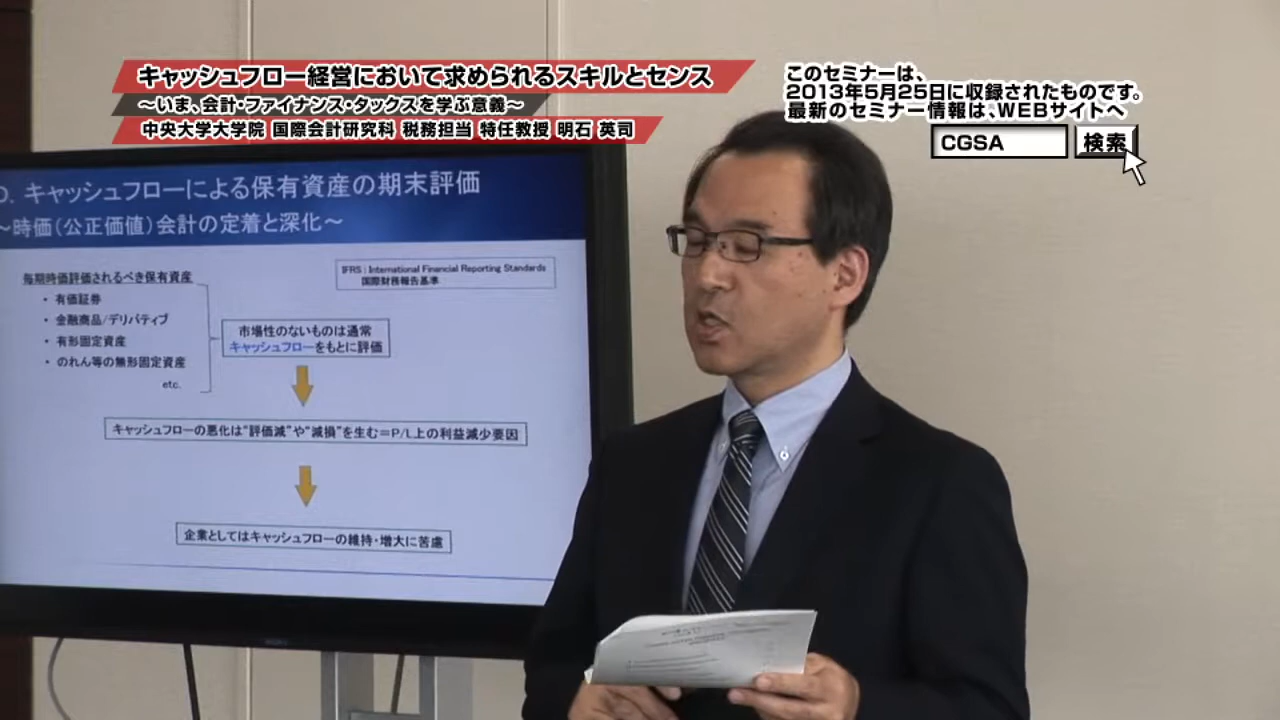 キャッシュフロー経営において求められるスキルとセンス
～いま、会計・ファイナンス・タックスを学ぶ意義～
中央大学大学院 国際会計研究科 税務担当 特任教授 明石 英司
このセミナーは、
2013年5月25日に収録されたものです。
最新のセミナー情報は、WEBサイトへ
CGSA
検索
D. キャッシュフローによる保有資産の期末評価
～時価(公正価値)会計の定着と深化～
毎期時価評価されるべき保有資産
・ 有価証券
・ 金融商品/デリバティブ
・ 有形固定資産
・ のれん等の無形固定資産
etc.
IFRS : International Financial Reporting Standards
国際財務報告基準
市場性のないものは通常
キャッシュフローをもとに評価
キャッシュフローの悪化は“評価減”や“減損”を生む=P/L上の利益減少要因
企業としてはキャッシュフローの維持・増大に苦慮